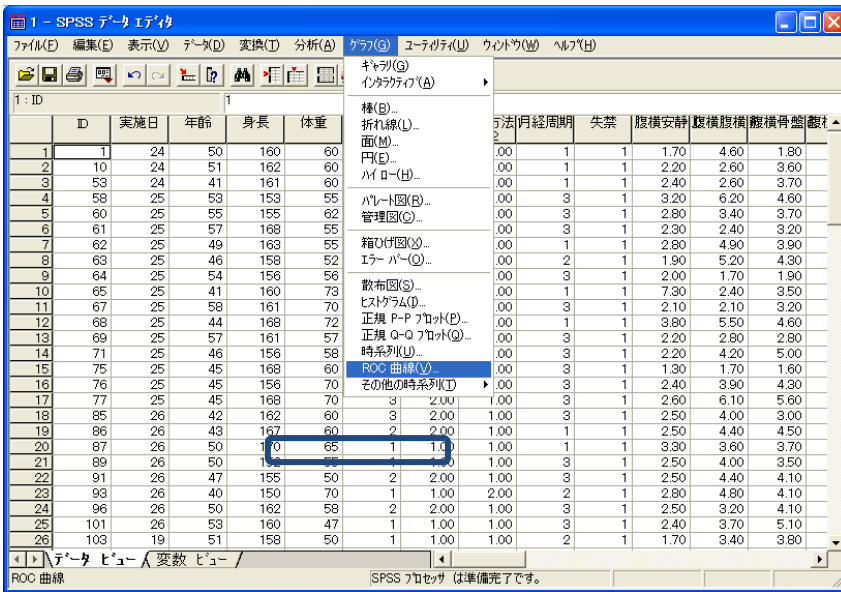 1 - SPSS ﾃﾞｰﾀ ｴﾃﾞｨﾀ
ﾌｧｲﾙ(F) 編集(E) 表示(V) ﾃﾞｰﾀ(D) 変換(T) 分析(A) ｸﾞﾗﾌ(G) ﾕｰﾃｨﾘﾃｨ(U) ｳｨﾝﾄﾞｳ(W) ﾍﾙﾌﾟ(H)
1 : ID 1
ｷﾞｬﾗﾘ(G)
ｲﾝﾀﾗｸﾃｨﾌﾞ(A)
棒(B)...
折れ線(L)...
面(M)...
円(E)...
ﾊｲ ﾛｰ(H)...
ﾊﾟﾚｰﾄ図(R)...
管理図(C)...
箱ひげ図(X)...
ｴﾗｰ ﾊﾞｰ(O)...
散布図(S)...
ﾋｽﾄｸﾞﾗﾑ(I)...
正規 P-P ﾌﾟﾛｯﾄ(P)...
正規 Q-Q ﾌﾟﾛｯﾄ(Q)...
時系列(U)...
ROC 曲線(V)...
その他の時系列(T)
ID 実施日 年齢 身長 体重 方法2 月経周期 失禁 腹横安静 腹横腹横 腹横骨盤
1 1 24 50 160 60 .00 1 1 1.70 4.60 1.80
2 10 24 51 162 60 .00 1 1 2.20 2.60 3.60
3 53 24 41 161 60 .00 1 1 2.40 2.60 3.70
4 58 25 53 153 55 .00 3 1 3.20 6.20 4.60
5 60 25 55 155 62 .00 3 1 2.80 3.40 3.70
6 61 25 57 168 55 .00 3 1 2.30 2.40 3.20
7 62 25 49 163 55 .00 1 1 2.80 4.90 3.90
8 63 25 46 158 52 .00 2 1 1.90 5.20 4.30
9 64 25 54 156 56 .00 3 1 2.00 1.70 1.90
10 65 25 41 160 73 .00 1 1 7.30 2.40 3.50
11 67 25 58 161 70 .00 3 1 2.10 2.10 3.20
12 68 25 44 168 72 .00 1 1 3.80 5.50 4.60
13 69 25 57 161 57 .00 3 1 2.20 2.80 2.80
14 71 25 46 156 58 .00 3 1 2.20 4.20 5.00
15 75 25 45 168 60 .00 3 1 1.30 1.70 1.60
16 76 25 45 156 70 .00 3 1 2.40 3.90 4.30
17 77 25 45 168 70 3 2.00 1.00 3 1 2.60 6.10 5.60
18 85 26 42 162 60 3 2.00 1.00 3 1 2.50 4.00 3.00
19 86 26 43 167 60 2 2.00 1.00 1 1 2.50 4.40 4.50
20 87 26 50 170 65 1 1.00 1.00 1 1 3.30 3.60 3.70
21 89 26 50 1.00 3 1 2.50 4.00 3.50
22 91 26 47 155 50 2 2.00 1.00 3 1 2.50 4.40 4.10
23 93 26 40 150 70 1 1.00 2.00 2 1 2.80 4.80 4.10
24 96 26 50 162 58 2 2.00 1.00 3 1 2.50 3.20 4.10
25 101 26 53 160 47 1 1.00 1.00 3 1 2.40 3.70 5.10
26 103 19 51 158 50 1 1.00 1.00 2 1 1.70 3.40 3.80
ﾃﾞｰﾀ ﾋﾞｭｰ 変数 ﾋﾞｭｰ
ROC 曲線 SPSS ﾌﾟﾛｾｯｻ は準備完了です。